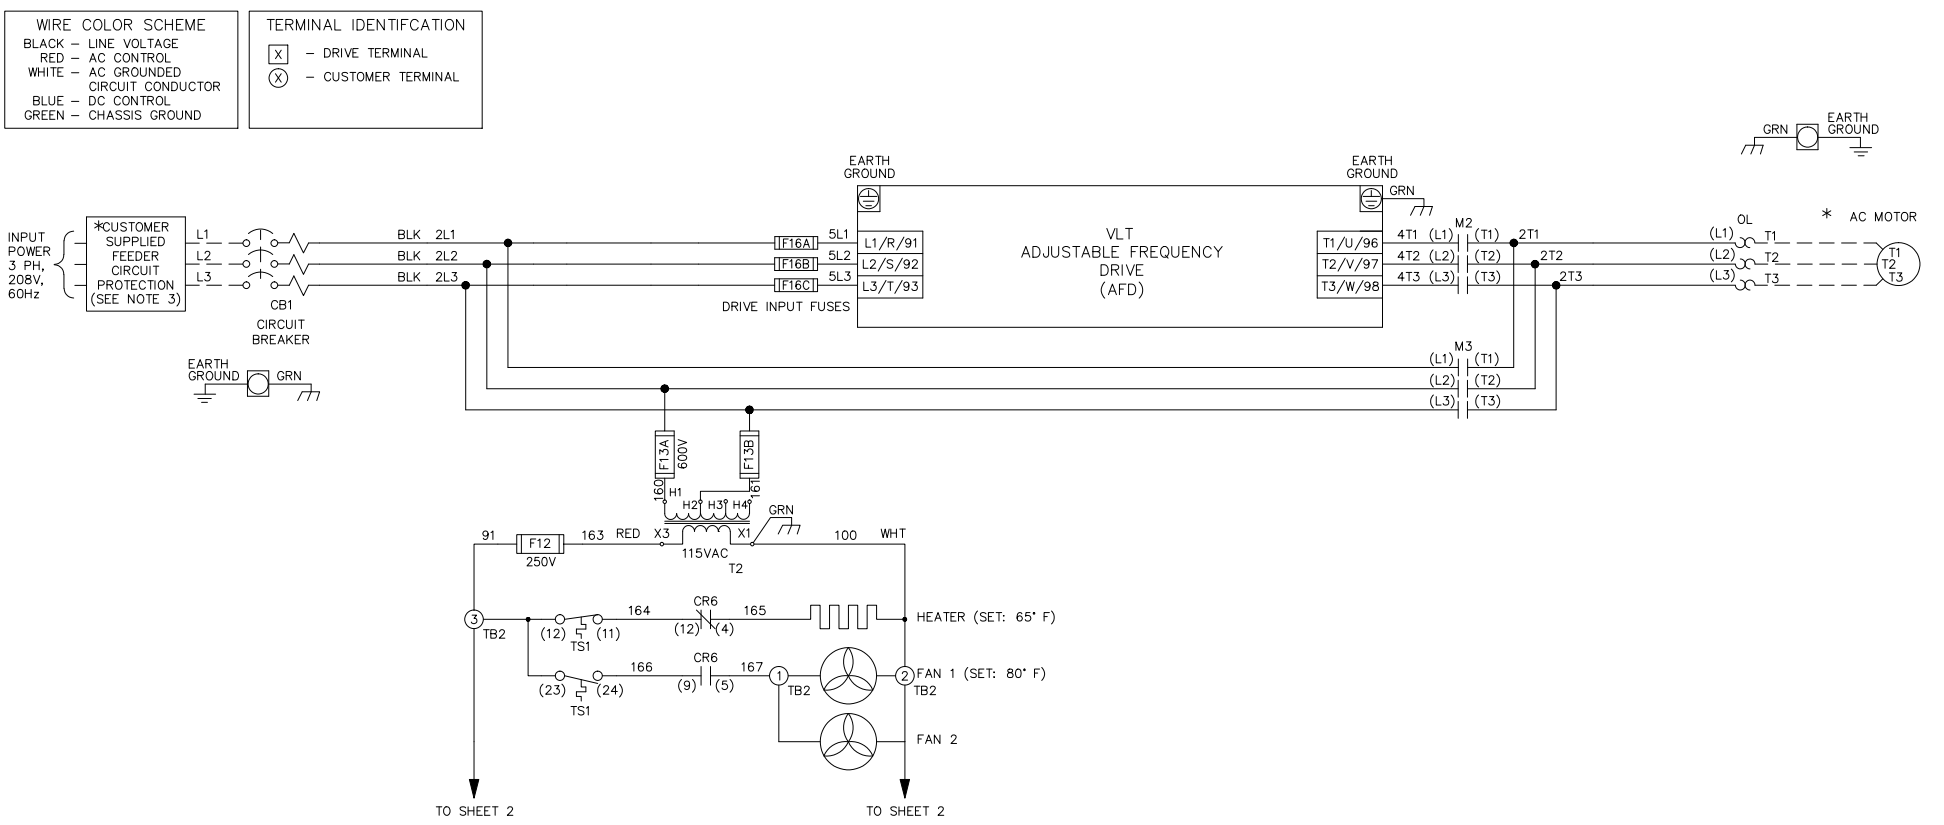 WIRE COLOR SCHEME
BLACK - LINE VOLTAGE
RED - AC CONTROL
WHITE - AC GROUNDED
CIRCUIT CONDUCTOR
BLUE - DC CONTROL
GREEN - CHASSIS GROUND
TERMINAL IDENTIFCATION
X - DRIVE TERMINAL
X - CUSTOMER TERMINAL
GRN
EARTH
GROUND
INPUT
POWER
3 PH,
208V,
60Hz
*CUSTOMER
SUPPLIED
FEEDER
CIRCUIT
PROTECTION
(SEE NOTE 3)
L1
L2
L3
CB1
CIRCUIT
BREAKER
BLK 2L1
BLK 2L2
BLK 2L3
F16A 5L1
F16B 5L2
F16C 5L3
DRIVE INPUT FUSES
EARTH
GROUND
L1/R/91
L2/S/92
L3/T/93
VLT
ADJUSTABLE FREQUENCY
DRIVE
(AFD)
EARTH
GROUND
GRN
T1/U/96
T2/V/97
T3/W/98
M2
4T1 (L1) (T1) 2T1
4T2 (L2) (T2) 2T2
4T3 (L3) (T3) 2T3
OL
(L1) T1
(L2) T2
(L3) T3
* AC MOTOR
T1
T2
T3
EARTH
GROUND GRN
M3
(L1) (T1)
(L2) (T2)
(L3) (T3)
F13A
600V
F13B
160
161
H1
H2 H3 H4
GRN
91
F12
250V
163 RED X3
X1
115VAC
T2
100 WHT
3
TB2
(12) (11)
TS1
164
CR6
(12) (4)
165
HEATER (SET: 65° F)
(23) (24)
TS1
166
CR6
(9) (5)
167
1
TB2
2
TB2
FAN 1 (SET: 80° F)
FAN 2
TO SHEET 2
TO SHEET 2